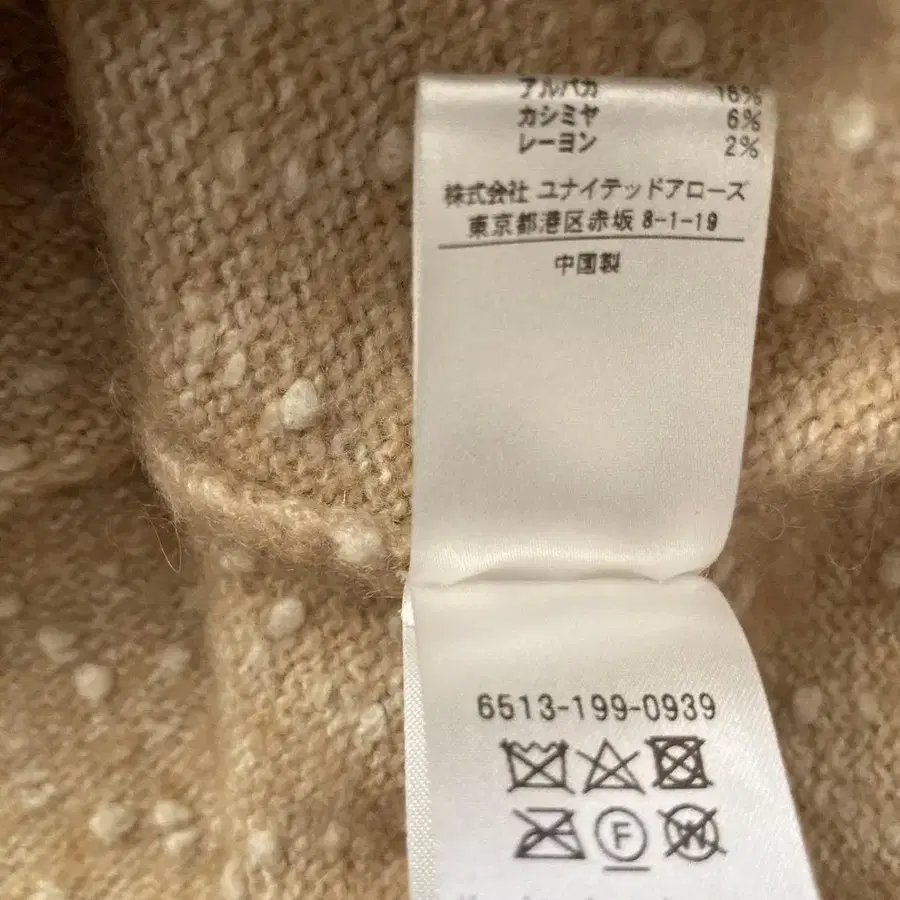 アルパカ 16%
カシミヤ 6%
レーヨン 2%
株式会社 ユナイテッドアローズ
東京都港区赤坂 8-1-19
中国製
6513-199-0939
F W